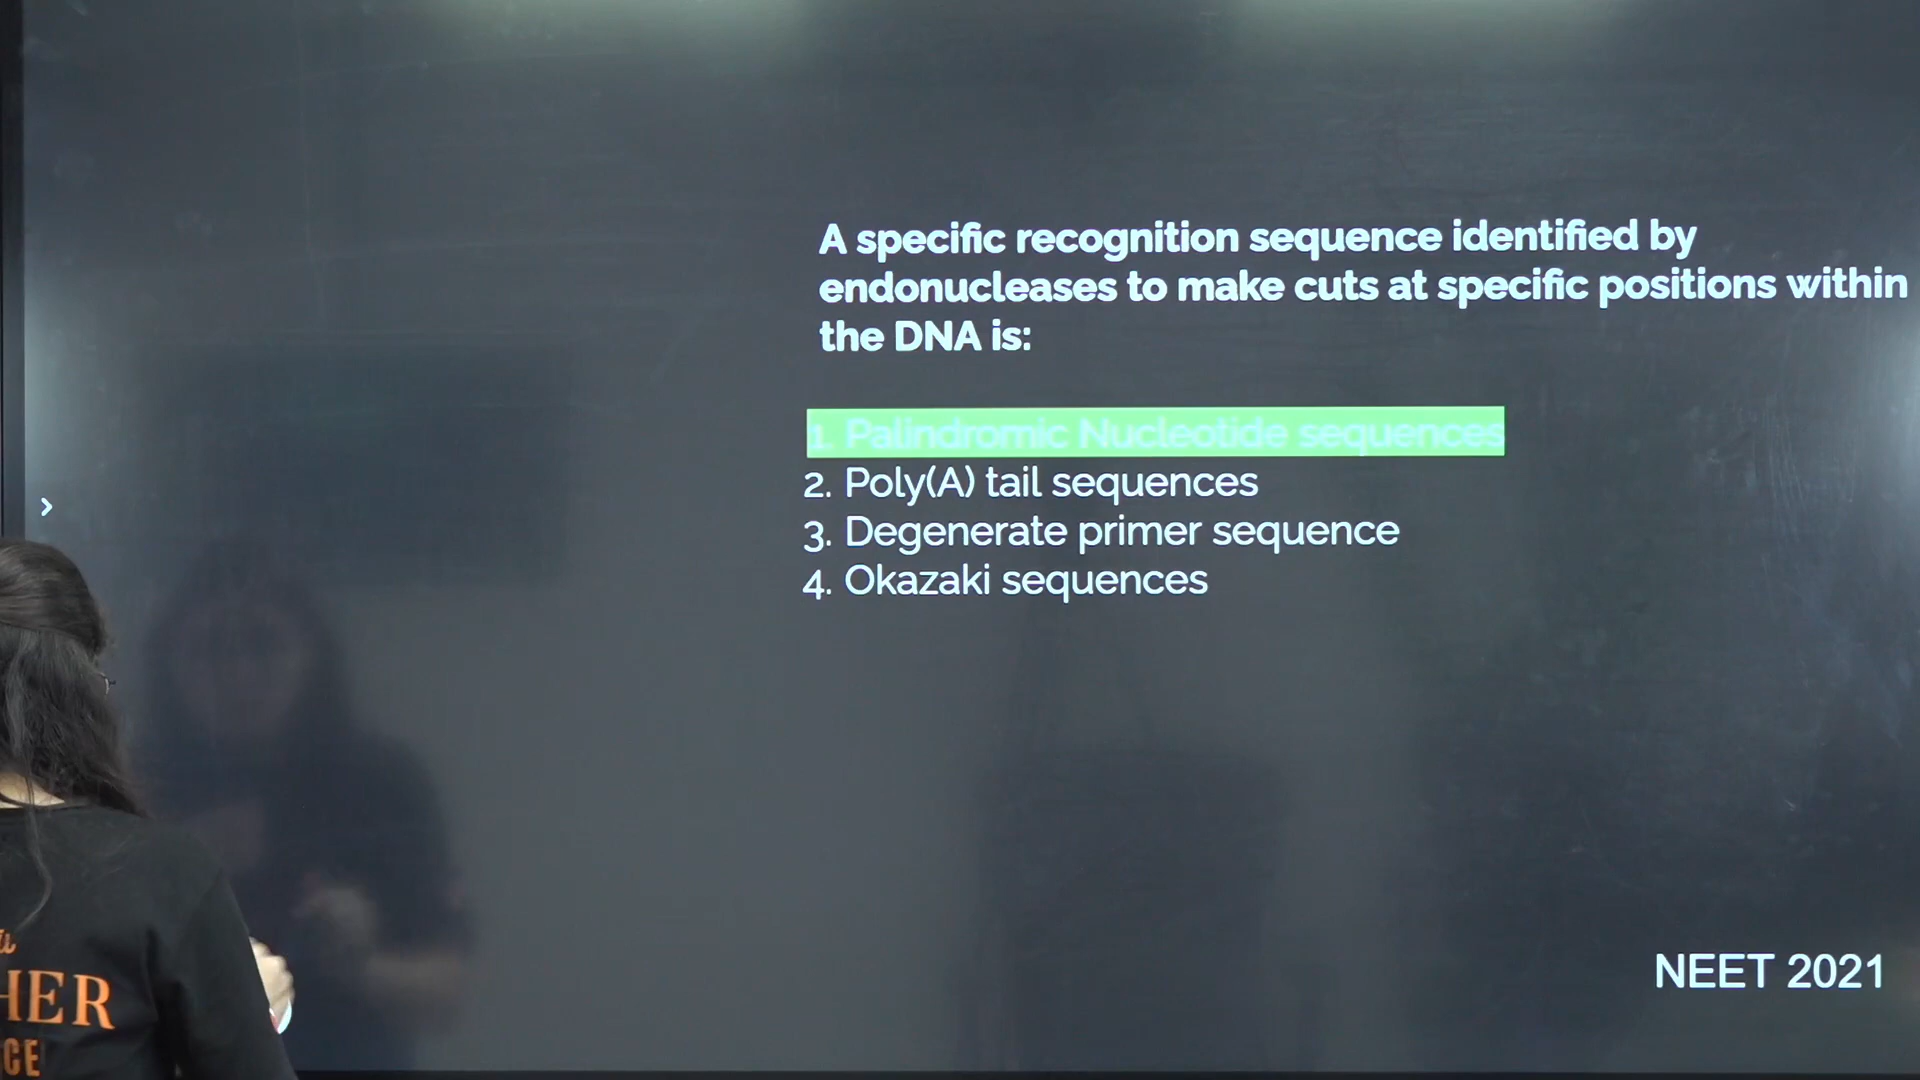 A specific recognition sequence identified by
endonucleases to make cuts at specific positions within
the DNA is:
1. Palindromic Nucleotide sequences
2. Poly(A) tail sequences
3. Degenerate primer sequence
4. Okazaki sequences
NEET 2021
HER
CE